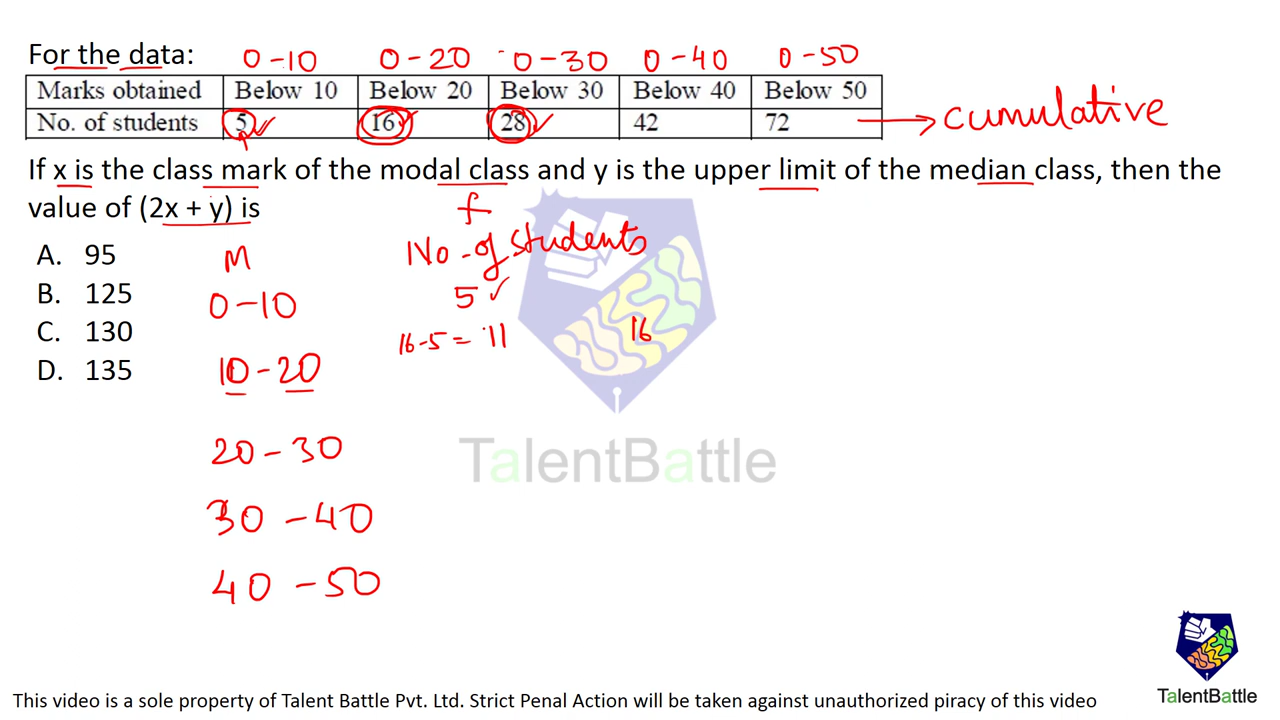 For the data:
0-10 0-20 0-30 0-40 0-50
Marks obtained Below 10 Below 20 Below 30 Below 40 Below 50
No. of students 5 16 28 42 72 cumulative
If x is the class mark of the modal class and y is the upper limit of the median class, then the
value of (2x + y) is
f
A. 95 M No. of students
B. 125 0-10 5
C. 130 16-5 = 11 16
D. 135 10-20
20-30
TalentBattle
30-40
40-50
TalentBattle
This video is a sole property of Talent Battle Pvt. Ltd. Strict Penal Action will be taken against unauthorized piracy of this video